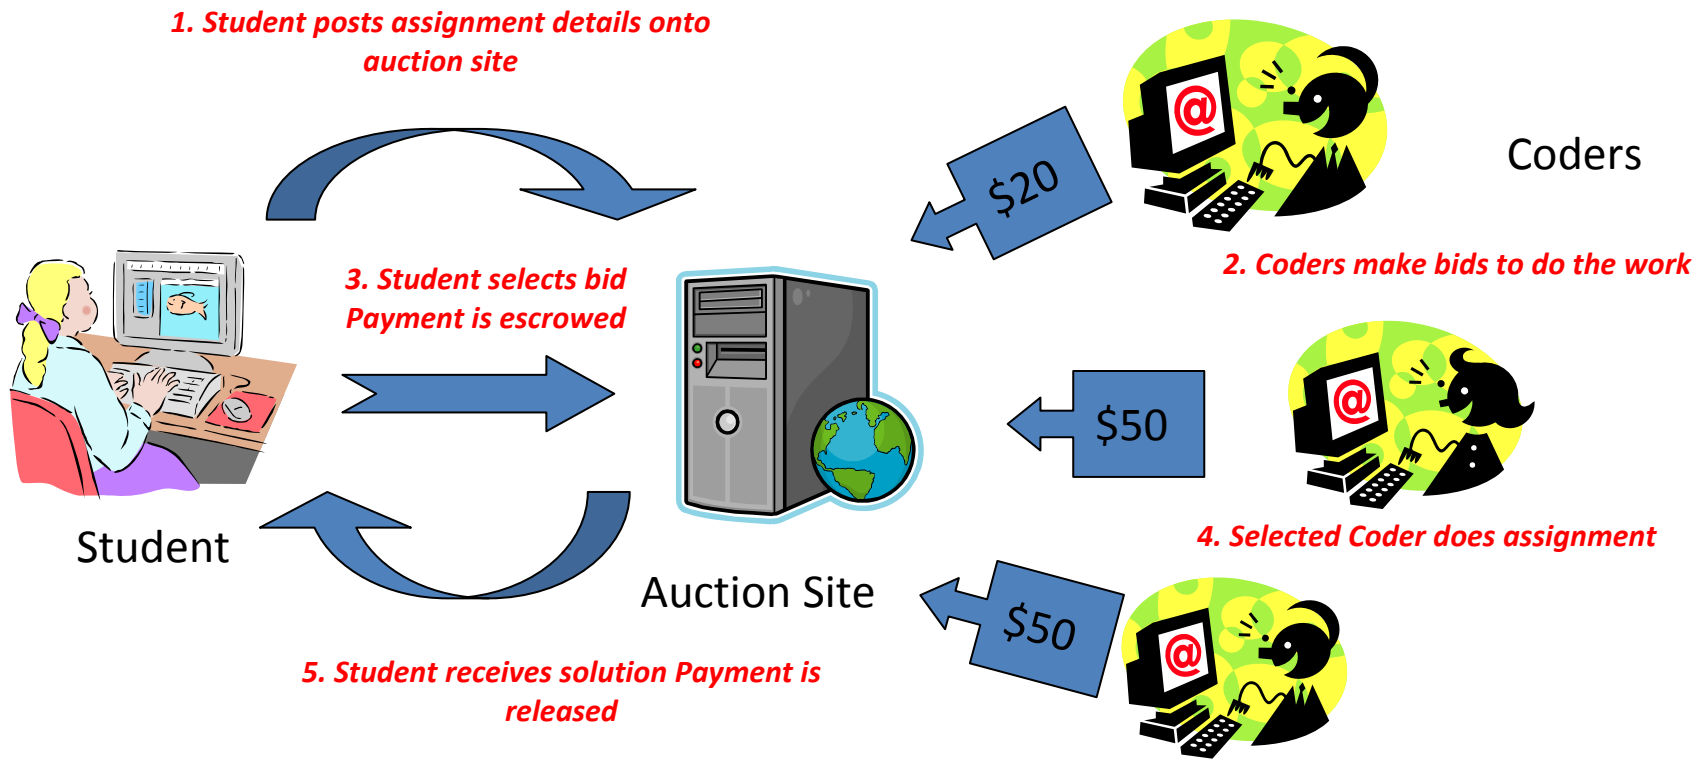 1. Student posts assignment details onto
auction site
@
$20
Coders
2. Coders make bids to do the work
3. Student selects bid
Payment is escrowed
@
$50
4. Selected Coder does assignment
Student
Auction Site
$50
@
5. Student receives solution Payment is
released